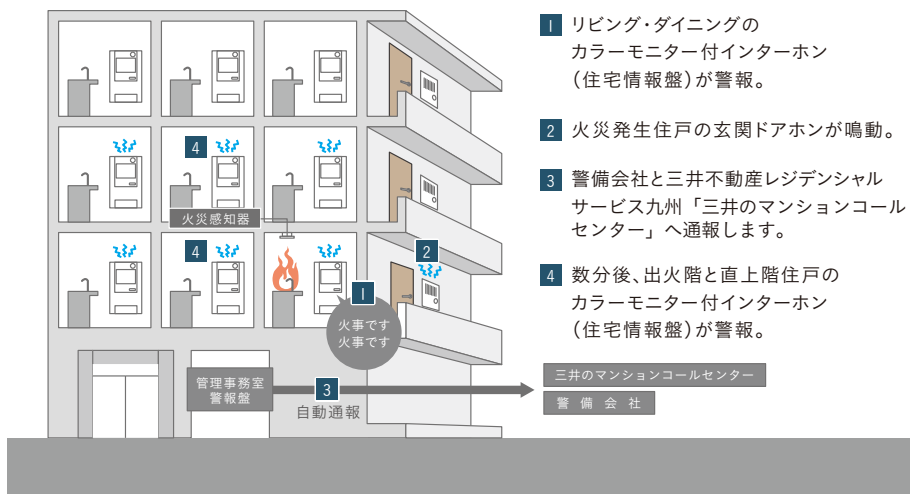 1 リビング・ダイニングの
カラーモニター付インターホン
(住宅情報盤)が警報。
2 火災発生住戸の玄関ドアホンが鳴動。
3 警備会社と三井不動産レジデンシャル
サービス九州「三井のマンションコール
センター」へ通報します。
4 数分後、出火階と直上階住戸の
カラーモニター付インターホン
(住宅情報盤)が警報。
4
火災感知器
4
2
1
火事です
火事です
管理事務室
警報盤
3
自動通報
三井のマンションコールセンター
警備会社